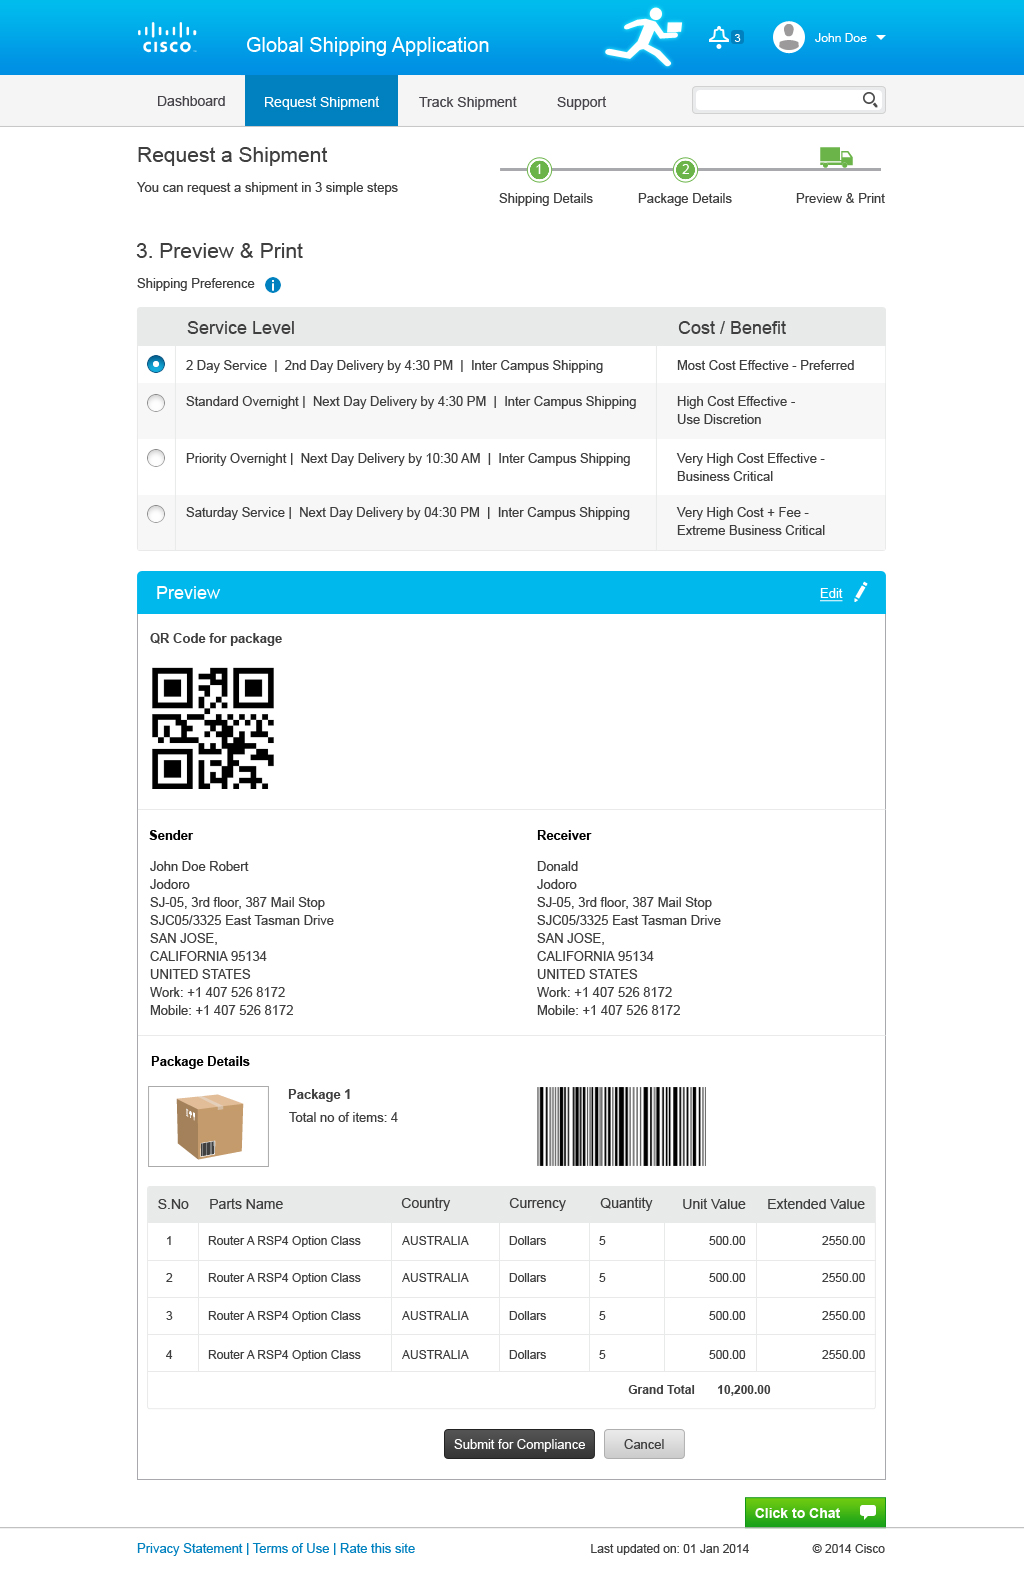 cisco
Global Shipping Application
3
John Doe
Dashboard
Request Shipment
Track Shipment
Support
Request a Shipment
You can request a shipment in 3 simple steps
1
2
Shipping Details
Package Details
Preview & Print
3. Preview & Print
Shipping Preference
i
Service Level
Cost / Benefit
2 Day Service | 2nd Day Delivery by 4:30 PM | Inter Campus Shipping
Most Cost Effective - Preferred
Standard Overnight | Next Day Delivery by 4:30 PM | Inter Campus Shipping
High Cost Effective -
Use Discretion
Priority Overnight | Next Day Delivery by 10:30 AM | Inter Campus Shipping
Very High Cost Effective -
Business Critical
Saturday Service | Next Day Delivery by 04:30 PM | Inter Campus Shipping
Very High Cost + Fee -
Extreme Business Critical
Preview
Edit
QR Code for package
Sender
John Doe Robert
Jodoro
SJ-05, 3rd floor, 387 Mail Stop
SJC05/3325 East Tasman Drive
SAN JOSE,
CALIFORNIA 95134
UNITED STATES
Work: +1 407 526 8172
Mobile: +1 407 526 8172
Receiver
Donald
Jodoro
SJ-05, 3rd floor, 387 Mail Stop
SJC05/3325 East Tasman Drive
SAN JOSE,
CALIFORNIA 95134
UNITED STATES
Work: +1 407 526 8172
Mobile: +1 407 526 8172
Package Details
Package 1
Total no of items: 4
S.No Parts Name Country Currency Quantity Unit Value Extended Value
1 Router A RSP4 Option Class AUSTRALIA Dollars 5 500.00 2550.00
2 Router A RSP4 Option Class AUSTRALIA Dollars 5 500.00 2550.00
3 Router A RSP4 Option Class AUSTRALIA Dollars 5 500.00 2550.00
4 Router A RSP4 Option Class AUSTRALIA Dollars 5 500.00 2550.00
Grand Total 10,200.00
Submit for Compliance
Cancel
Click to Chat
Privacy Statement | Terms of Use | Rate this site
Last updated on: 01 Jan 2014
© 2014 Cisco